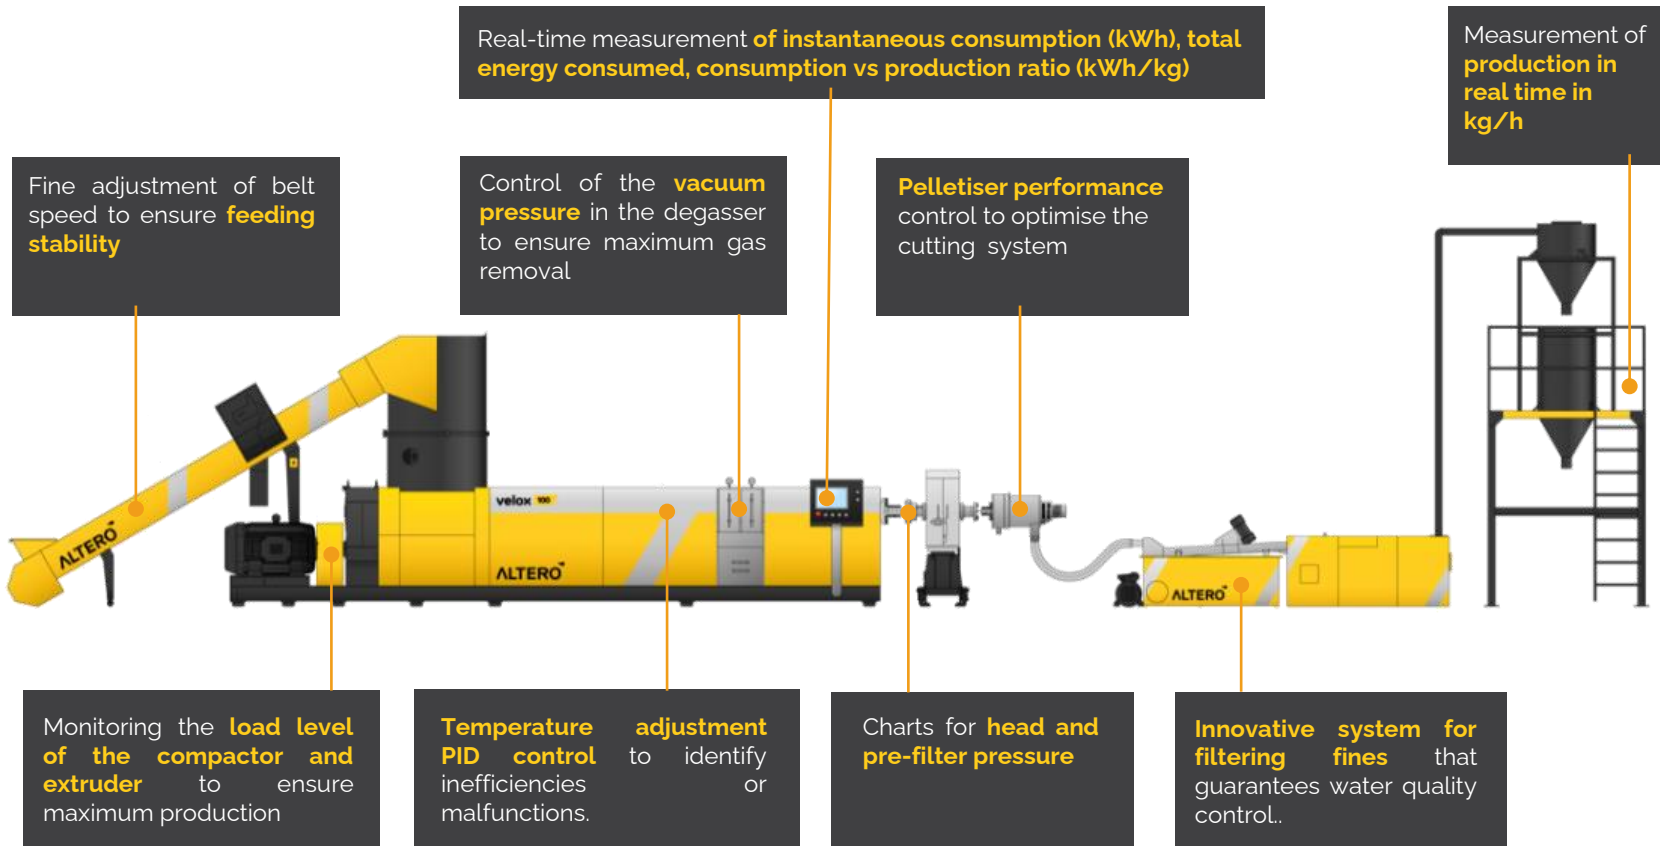 Real-time measurement of instantaneous consumption (kWh), total
energy consumed, consumption vs production ratio (kWh/kg)
Measurement of
production in
real time in
kg/h
Fine adjustment of belt
speed to ensure feeding
stability
Control of the vacuum
pressure in the degasser
to ensure maximum gas
removal
Pelletiser performance
control to optimise the
cutting system
velox 100
ALTERO
ALTERO
ALTERO
Monitoring the load level
of the compactor and
extruder to ensure
maximum production
Temperature adjustment
PID control to identify
inefficiencies or
malfunctions.
Charts for head and
pre-filter pressure
Innovative system for
filtering fines that
guarantees water quality
control..